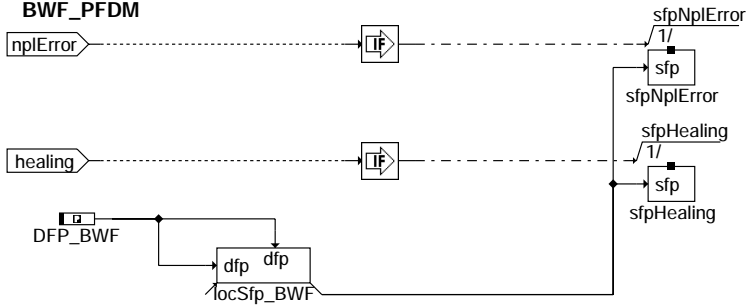 BWF_PFDM
sfpNplError
nplError
IF
1/
sfp
sfpNplError
sfpHealing
healing
IF
1/
sfp
sfpHealing
P
DFP_BWF
dfp
dfp
locSfp_BWF